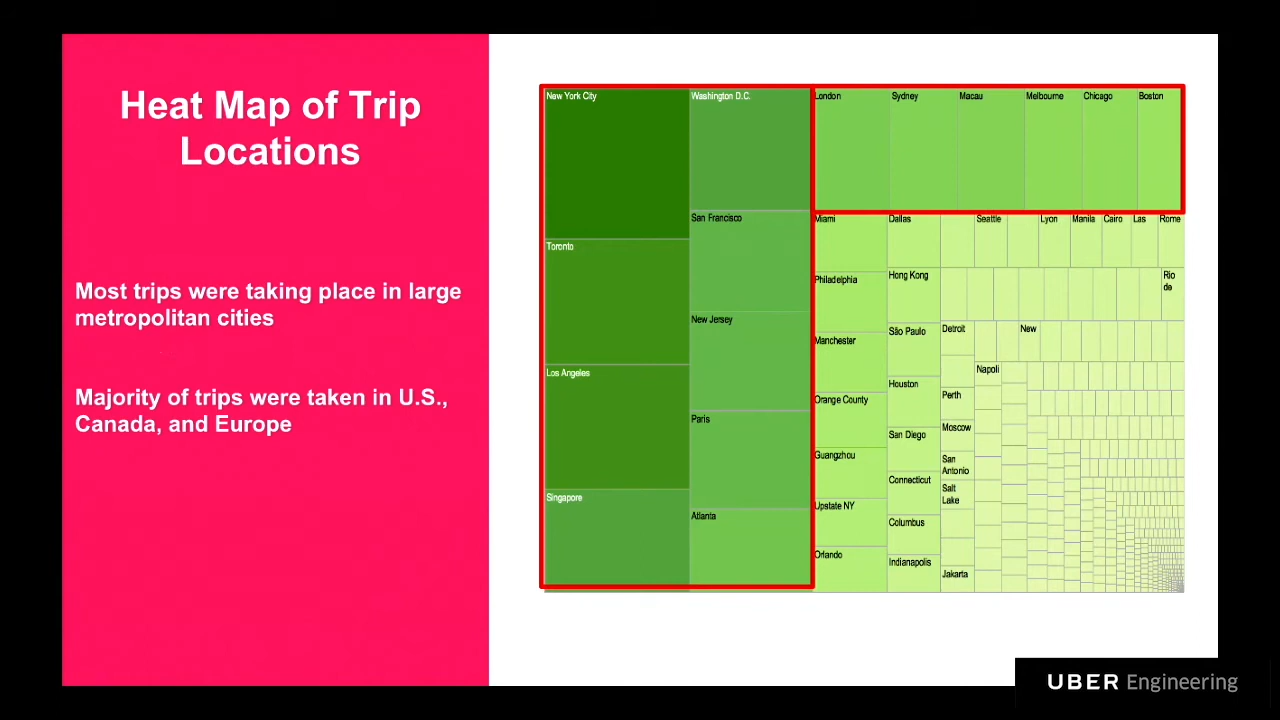 Heat Map of Trip
Locations
Most trips were taking place in large
metropolitan cities
Majority of trips were taken in U.S.,
Canada, and Europe
New York City
Toronto
Los Angeles
Singapore
Washington D.C.
San Francisco
New Jersey
Paris
Atlanta
London
Sydney
Macau
Melbourne
Chicago
Boston
Miami
Philadelphia
Manchester
Orange County
Guangzhou
Upstate NY
Orlando
Dallas
Hong Kong
São Paulo
Houston
San Diego
Connecticut
Columbus
Indianapolis
Seattle
Lyon
Manila
Cairo
Las
Rome
Rio
de
Detroit
New
Napoli
Perth
Moscow
San
Antonio
Salt
Lake
Jakarta
UBER Engineering